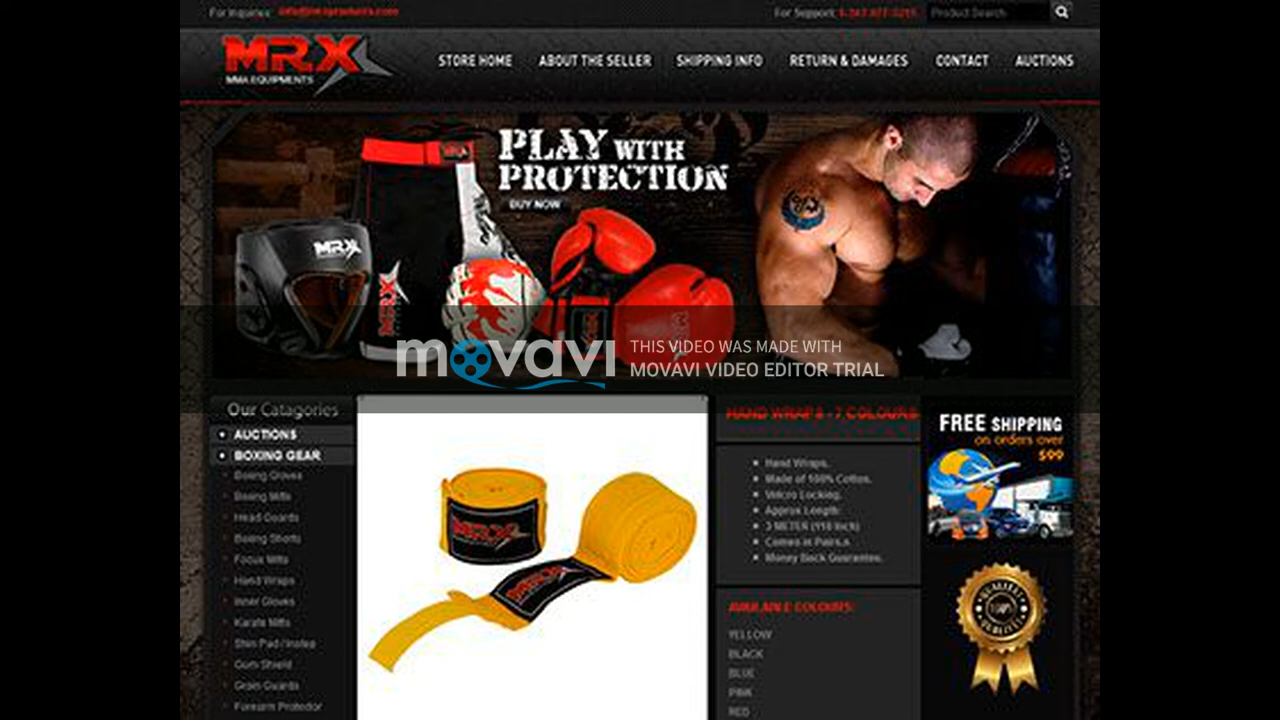 For Inquiries:
For Support:
Product Search
MRX
MMA EQUIPMENTS
STORE HOME
ABOUT THE SELLER
SHIPPING INFO
RETURN & DAMAGES
CONTACT
AUCTIONS
PLAY WITH
PROTECTION
BUY NOW
MRX
MRX
movavi
THIS VIDEO WAS MADE WITH
MOVAVI VIDEO EDITOR TRIAL
Our Catagories
AUCTIONS
BOXING GEAR
Boxing Gloves
Boxing Mitts
Head Guards
Boxing Shorts
Focus Mitts
Hand Wraps
Inner Gloves
Karate Mitts
Shin Pad / Instep
Gum Shield
Groin Guards
Forearm Protector
MRX
HAND WRAPS - 7 COLOURS
Hand Wraps.
Made of 100% Cotton.
Velcro Locking.
Approx Length:
3 METER (118 Inch)
Comes in Pairs.
Money Back Guarantee.
AVAILABLE COLOURS:
YELLOW
BLACK
BLUE
PINK
RED
FREE SHIPPING
on orders over
$99
QUALITY
100%
QUALITY